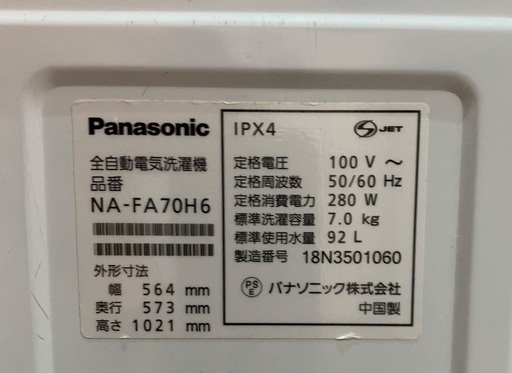 Panasonic
全自動電気洗濯機
品番
NA-FA70H6
外形寸法
幅 564 mm
奥行 573 mm
高さ 1021 mm
IPX4 S JET
定格電圧 100 V ～
定格周波数 50/60 Hz
定格消費電力 280 W
標準洗濯容量 7.0 kg
標準使用水量 92 L
製造番号 18N3501060
PS E パナソニック株式会社
中国製